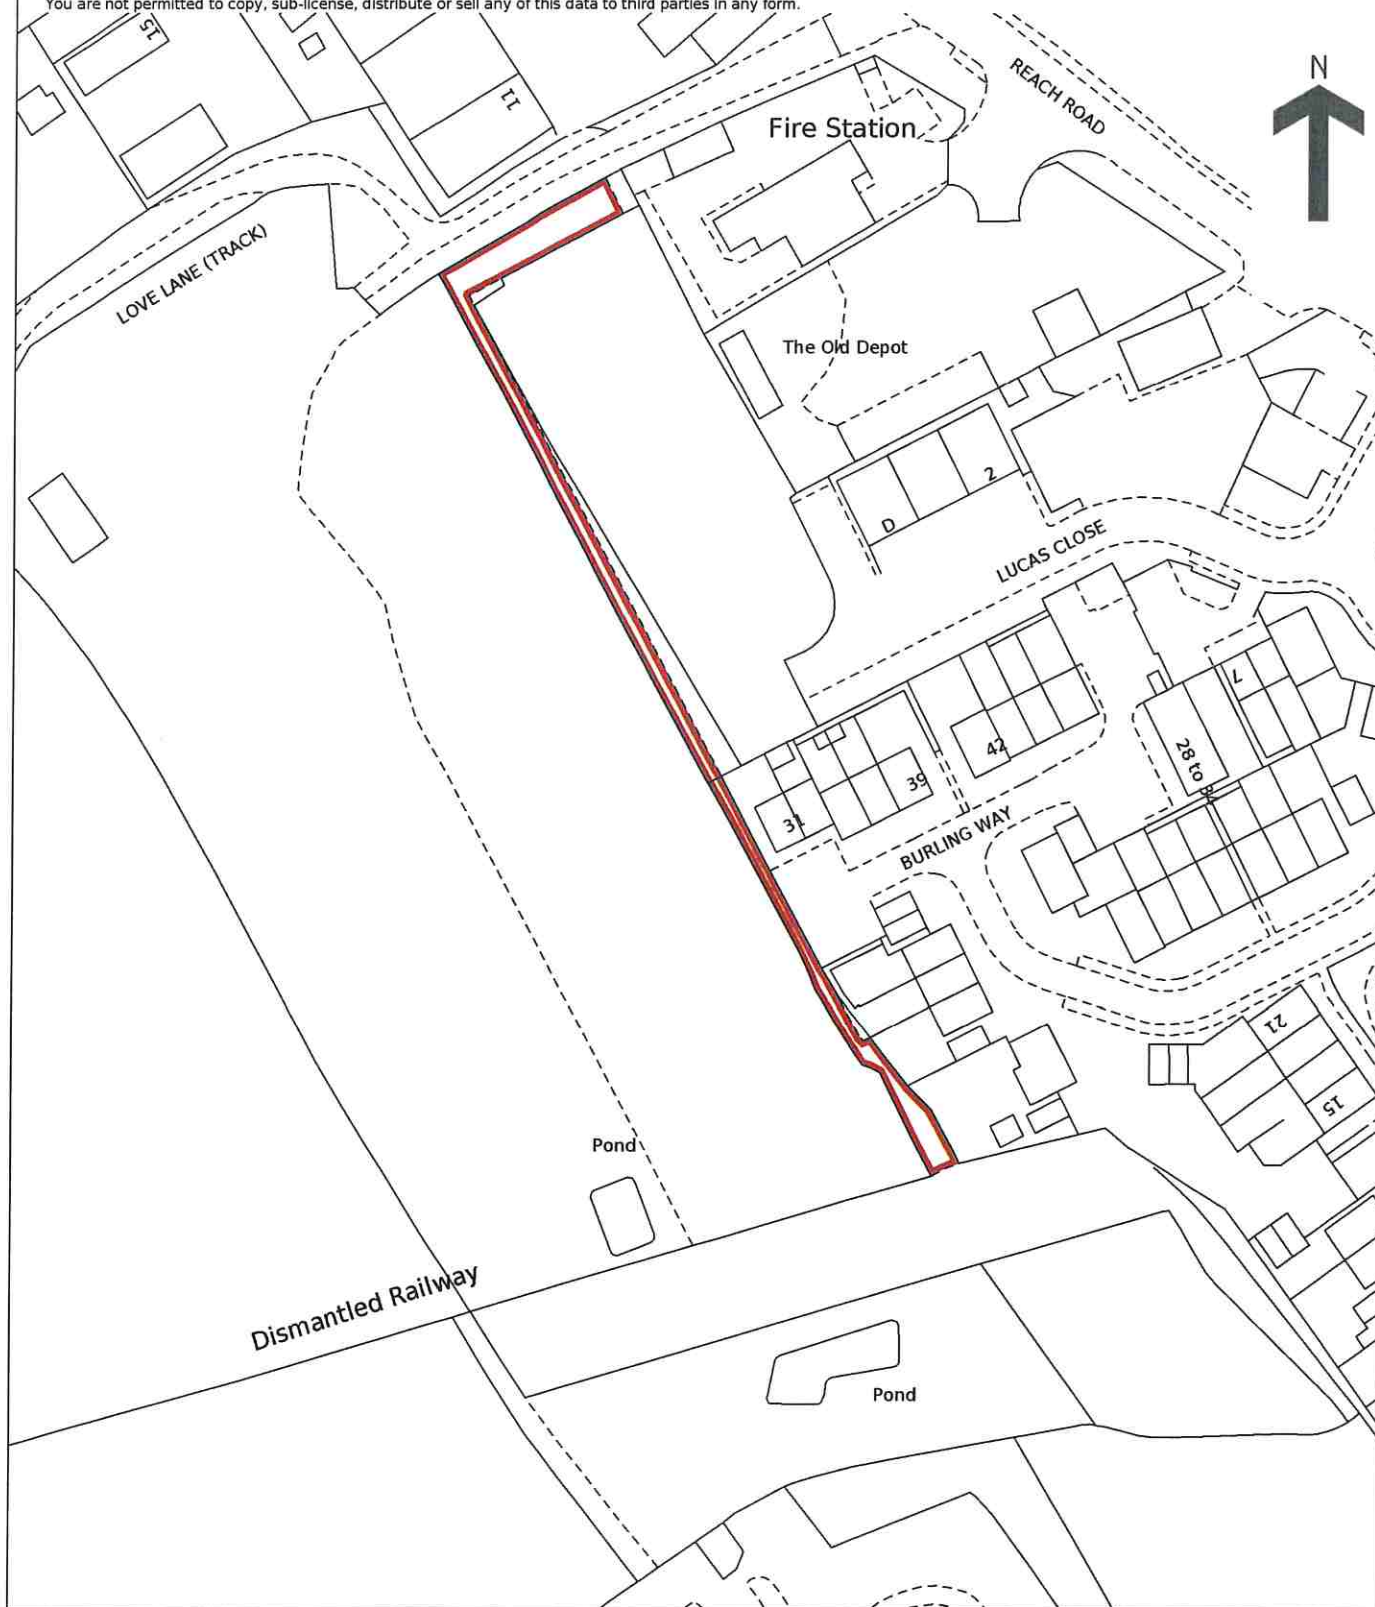 You are not permitted to copy, sub-license, distribute or sell any of this data to third parties in any form.
15
11
N
REACH ROAD
Fire Station
LOVE LANE (TRACK)
The Old Depot
2
D
LUCAS CLOSE
7
42
28 to
39
31
BURLING WAY
21
15
Pond
Dismantled Railway
Pond